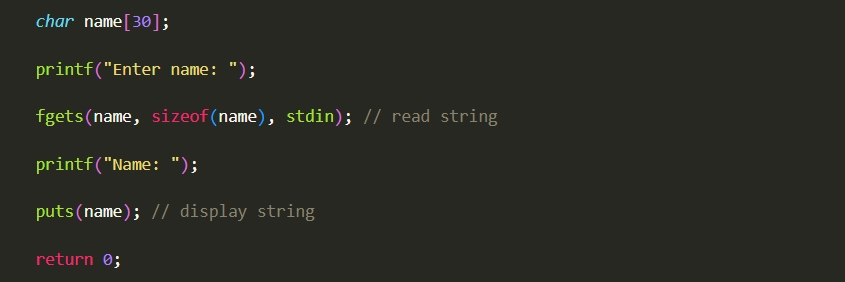 char name[30];
printf("Enter name: ");
fgets(name, sizeof(name), stdin); // read string
printf("Name: ");
puts(name); // display string
return 0;